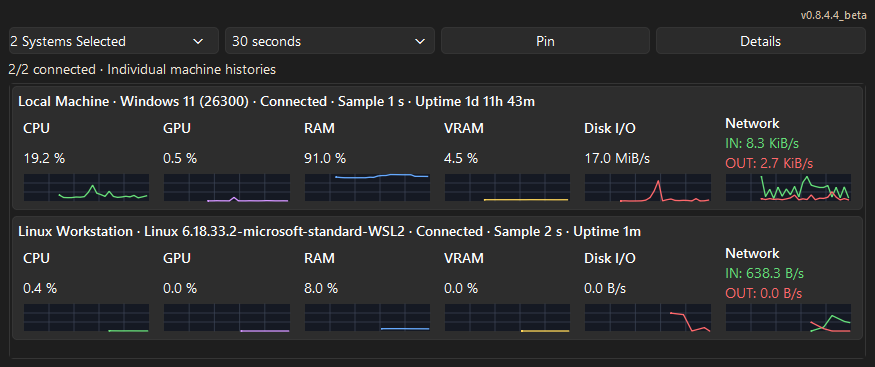 v0.8.4.4_beta
2 Systems Selected 30 seconds Pin Details
2/2 connected · Individual machine histories
Local Machine · Windows 11 (26300) · Connected · Sample 1 s · Uptime 1d 11h 43m
CPU GPU RAM VRAM Disk I/O Network
IN: 8.3 KiB/s
19.2 % 0.5 % 91.0 % 4.5 % 17.0 MiB/s OUT: 2.7 KiB/s
Linux Workstation · Linux 6.18.33.2-microsoft-standard-WSL2 · Connected · Sample 2 s · Uptime 1m
CPU GPU RAM VRAM Disk I/O Network
IN: 638.3 B/s
0.4 % 0.0 % 8.0 % 0.0 % 0.0 B/s OUT: 0.0 B/s